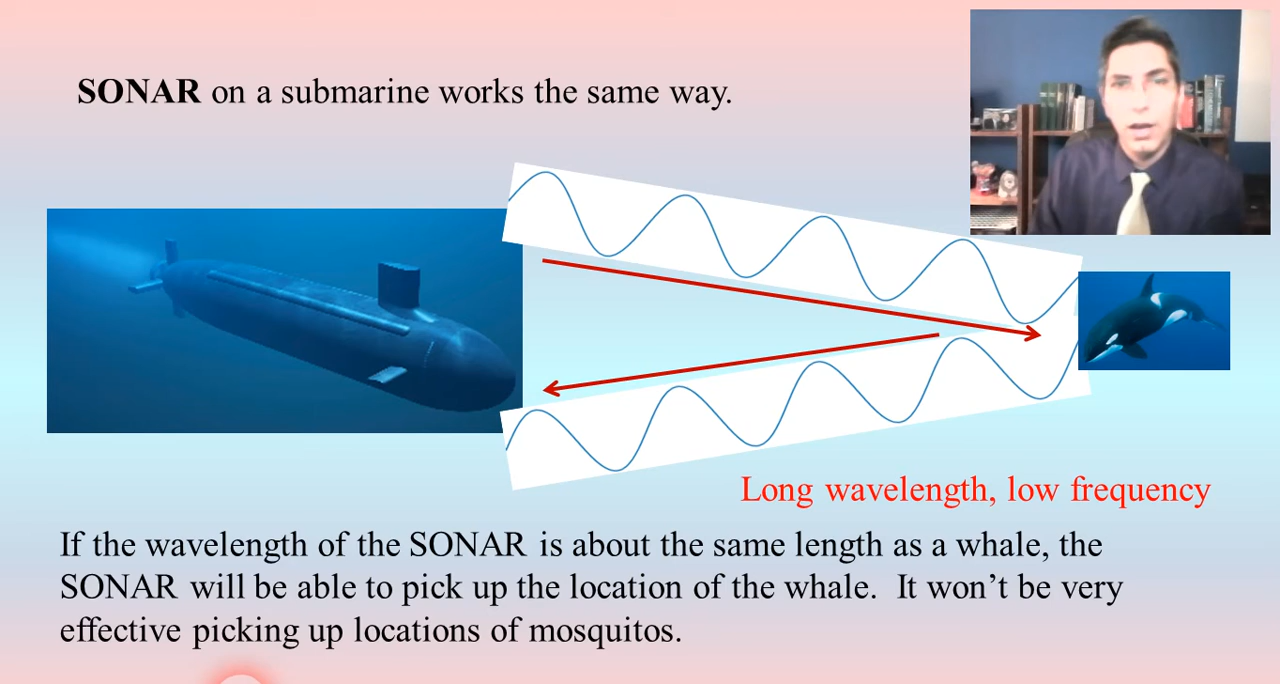 SONAR on a submarine works the same way.
Long wavelength, low frequency
If the wavelength of the SONAR is about the same length as a whale, the
SONAR will be able to pick up the location of the whale.  It won’t be very
effective picking up locations of mosquitos.